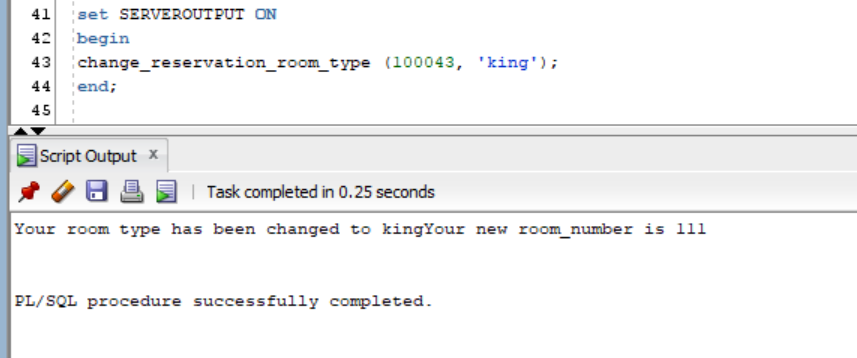 41 set SERVEROUTPUT ON
42 begin
43 change_reservation_room_type (100043, 'king');
44 end;
45
Script Output x
Task completed in 0.25 seconds
Your room type has been changed to kingYour new room_number is 111
PL/SQL procedure successfully completed.